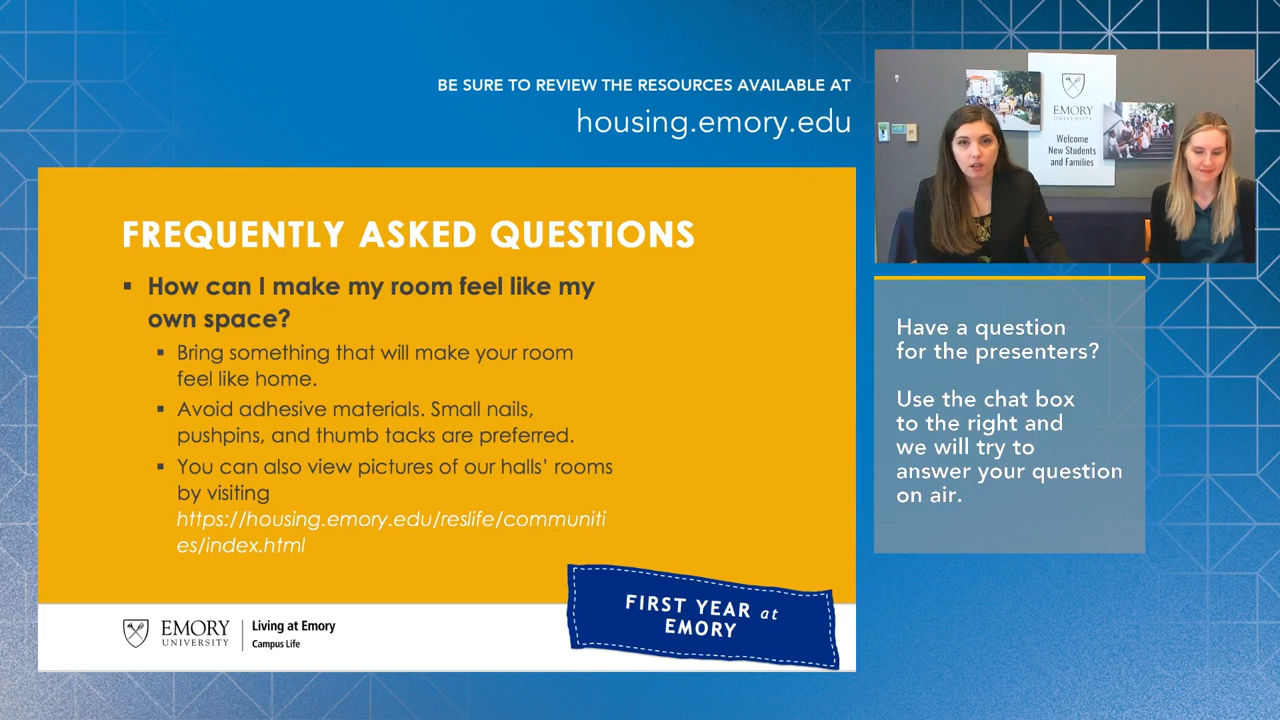 BE SURE TO REVIEW THE RESOURCES AVAILABLE AT
housing.emory.edu
FREQUENTLY ASKED QUESTIONS
▪ How can I make my room feel like my
own space?
▪ Bring something that will make your room
feel like home.
▪ Avoid adhesive materials. Small nails,
pushpins, and thumb tacks are preferred.
▪ You can also view pictures of our halls’ rooms
by visiting
https://housing.emory.edu/reslife/communiti
es/index.html
FIRST YEAR at
EMORY
EMORY
UNIVERSITY
Living at Emory
Campus Life
EMORY
UNIVERSITY
Welcome
New Students
and Families
Have a question
for the presenters?
Use the chat box
to the right and
we will try to
answer your question
on air.